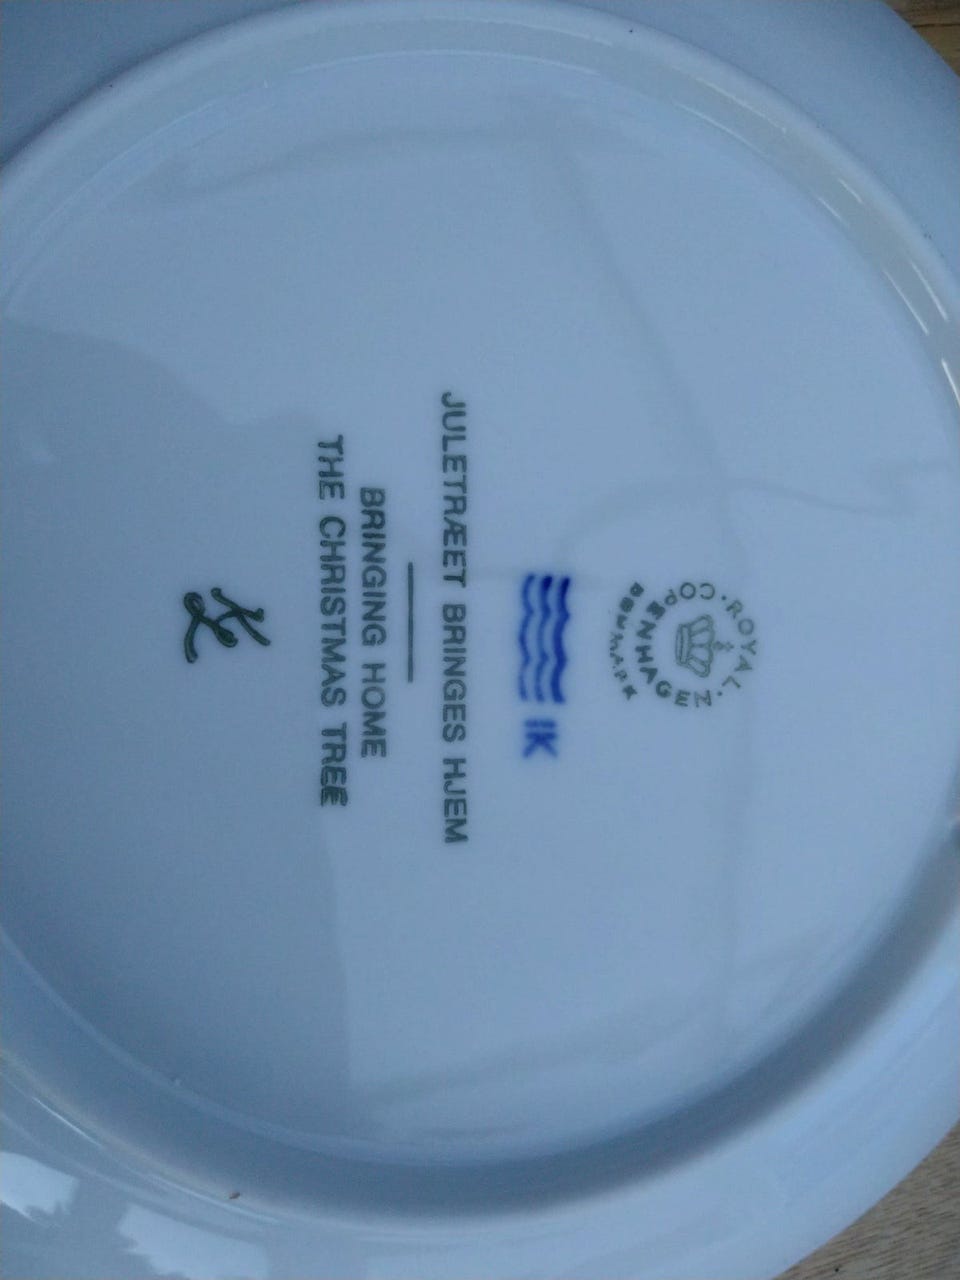 ROYAL. COPENHAGEN
DENMARK
IK
JULETRÆET BRINGES HJEM
BRINGING HOME
THE CHRISTMAS TREE